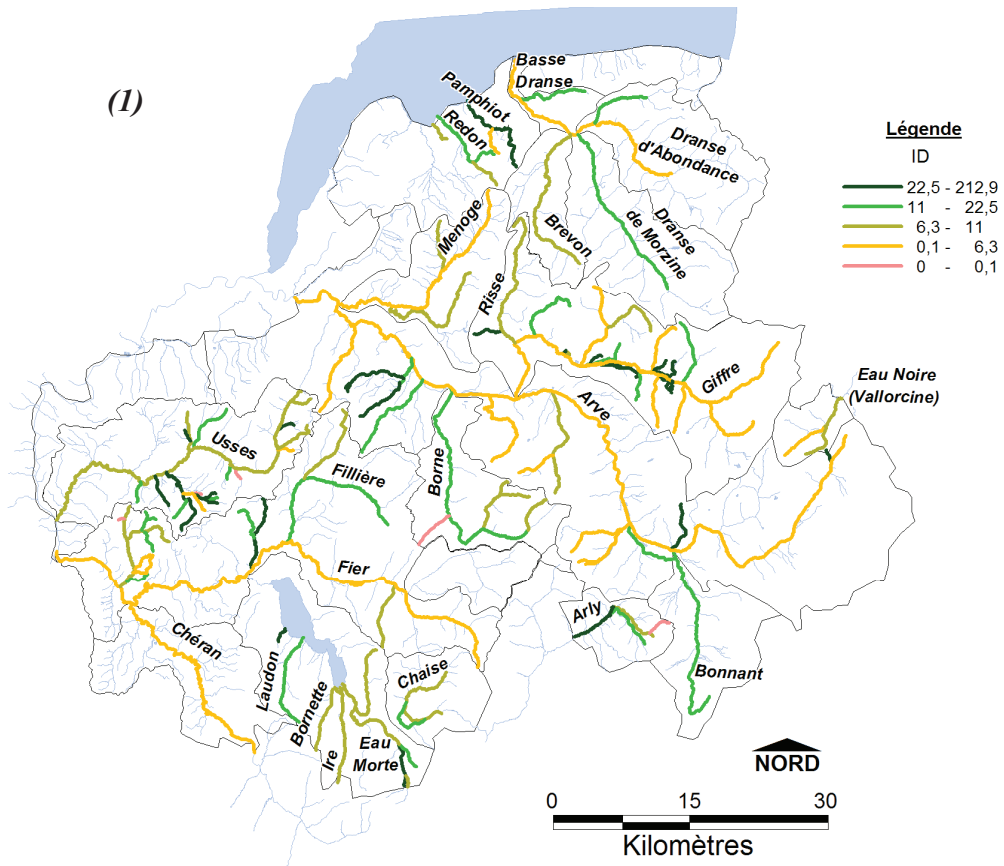 (1)
Basse
Dranse
Pamphiot
Redon
Dranse
d'Abondance
Légende
ID
22,5 - 212,9
11 - 22,5
6,3 - 11
0,1 - 6,3
0 - 0,1
Menoge
Brevon
Dranse
de Morzine
Risse
Giffre
Eau Noire
(Vallorcine)
Arve
Usses
Fillière
Borne
Fier
Arly
Chéran
Laudon
Bornette
Chaise
Bonnant
Ire
Eau
Morte
NORD
0 15 30
Kilomètres